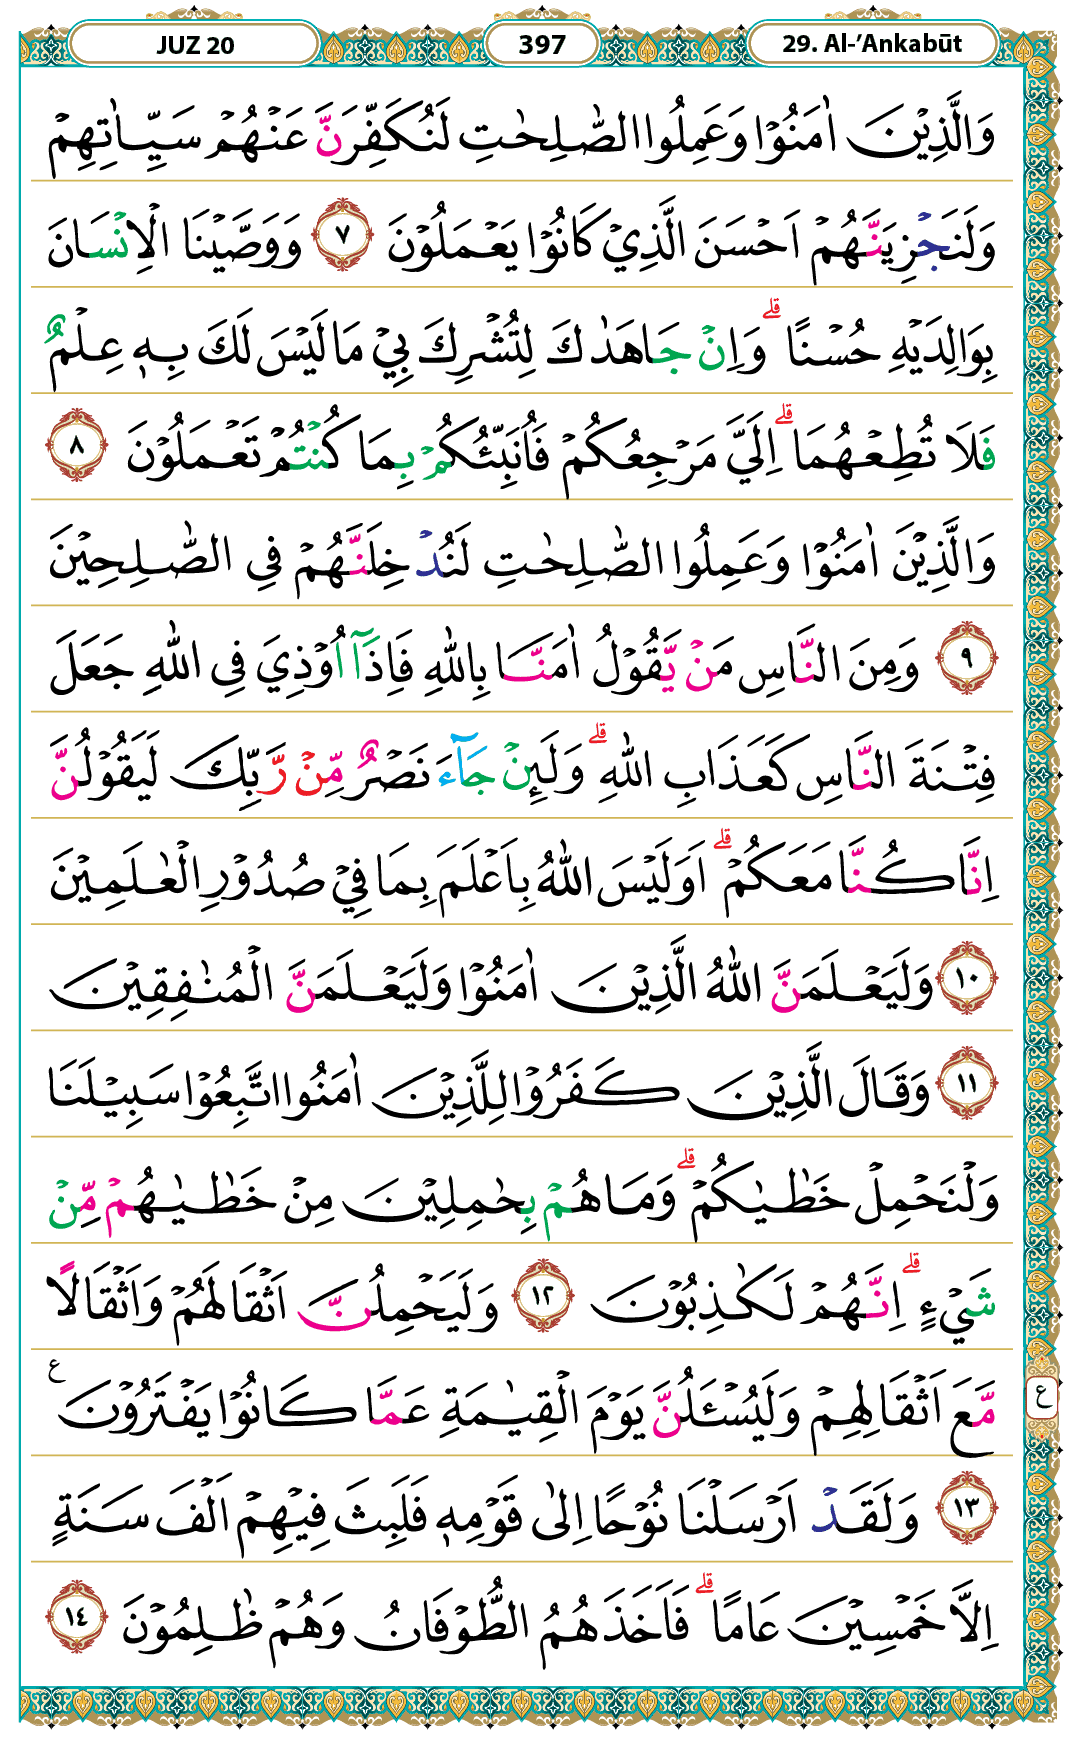 JUZ 20
397
29. Al-’Ankabūt
وَالَّذِيْنَ اٰمَنُوْا وَعَمِلُوا الصّٰلِحٰتِ لَنُكَفِّرَنَّ عَنْهُمْ سَيِّاٰتِهِمْ
وَلَنَجْزِيَنَّهُمْ اَحْسَنَ الَّذِيْ كَانُوْا يَعْمَلُوْنَ ٧ وَوَصَّيْنَا الْاِنْسَانَ
بِوَالِدَيْهِ حُسْنًا ۗ وَاِنْ جَاهَدٰكَ لِتُشْرِكَ بِيْ مَا لَيْسَ لَكَ بِهٖ عِلْمٌ
فَلَا تُطِعْهُمَا ۗ اِلَيَّ مَرْجِعُكُمْ فَاُنَبِّئُكُمْ بِمَا كُنْتُمْ تَعْمَلُوْنَ ٨
وَالَّذِيْنَ اٰمَنُوْا وَعَمِلُوا الصّٰلِحٰتِ لَنُدْخِلَنَّهُمْ فِى الصّٰلِحِيْنَ
٩ وَمِنَ النَّاسِ مَنْ يَّقُوْلُ اٰمَنَّا بِاللّٰهِ فَاِذَآ اُوْذِيَ فِى اللّٰهِ جَعَلَ
فِتْنَةَ النَّاسِ كَعَذَابِ اللّٰهِ ۗ وَلَىِٕنْ جَاۤءَ نَصْرٌ مِّنْ رَّبِّكَ لَيَقُوْلُنَّ
اِنَّا كُنَّا مَعَكُمْ ۗ اَوَلَيْسَ اللّٰهُ بِاَعْلَمَ بِمَا فِيْ صُدُوْرِ الْعٰلَمِيْنَ
١٠ وَلَيَعْلَمَنَّ اللّٰهُ الَّذِيْنَ اٰمَنُوْا وَلَيَعْلَمَنَّ الْمُنٰفِقِيْنَ
١١ وَقَالَ الَّذِيْنَ كَفَرُوْا لِلَّذِيْنَ اٰمَنُوا اتَّبِعُوْا سَبِيْلَنَا
وَلْنَحْمِلْ خَطٰيٰكُمْ ۗ وَمَا هُمْ بِحٰمِلِيْنَ مِنْ خَطٰيٰهُمْ مِّنْ
شَيْءٍ ۗ اِنَّهُمْ لَكٰذِبُوْنَ ١٢ وَلَيَحْمِلُنَّ اَثْقَالَهُمْ وَاَثْقَالًا
مَّعَ اَثْقَالِهِمْ وَلَيُسْـَٔلُنَّ يَوْمَ الْقِيٰمَةِ عَمَّا كَانُوْا يَفْتَرُوْنَ ع
ع
١٣ وَلَقَدْ اَرْسَلْنَا نُوْحًا اِلٰى قَوْمِهٖ فَلَبِثَ فِيْهِمْ اَلْفَ سَنَةٍ
اِلَّا خَمْسِيْنَ عَامًا ۗ فَاَخَذَهُمُ الطُّوْفَانُ وَهُمْ ظٰلِمُوْنَ ١٤